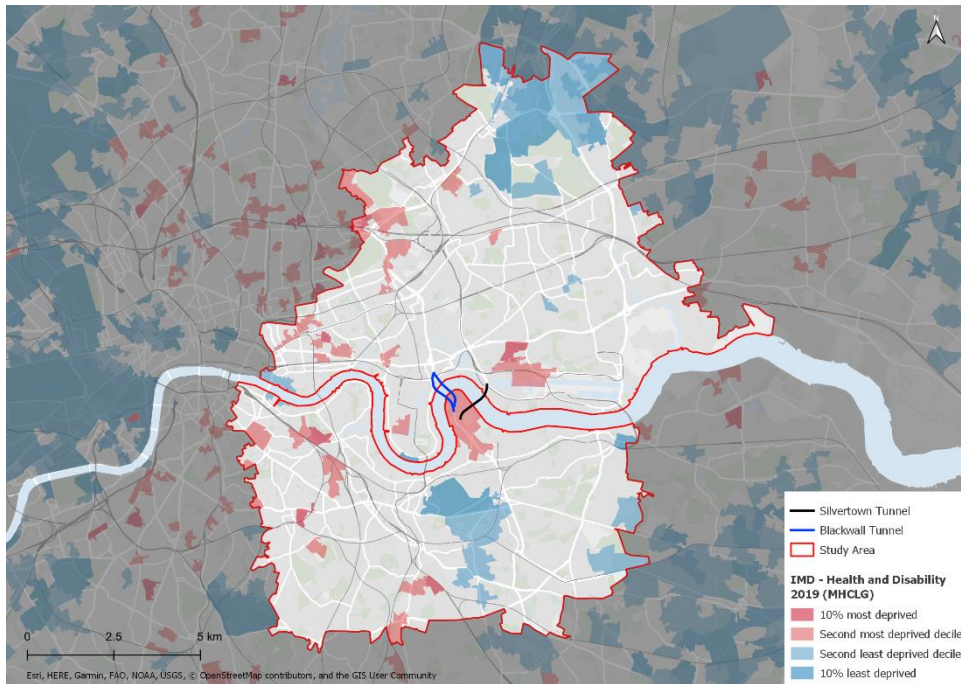 N
Silvertown Tunnel
Blackwall Tunnel
Study Area
IMD - Health and Disability
2019 (MHCLG)
10% most deprived
Second most deprived decile
Second least deprived decile
10% least deprived
0
2.5
5 km
Esri, HERE, Garmin, FAO, NOAA, USGS, © OpenStreetMap contributors, and the GIS User Community